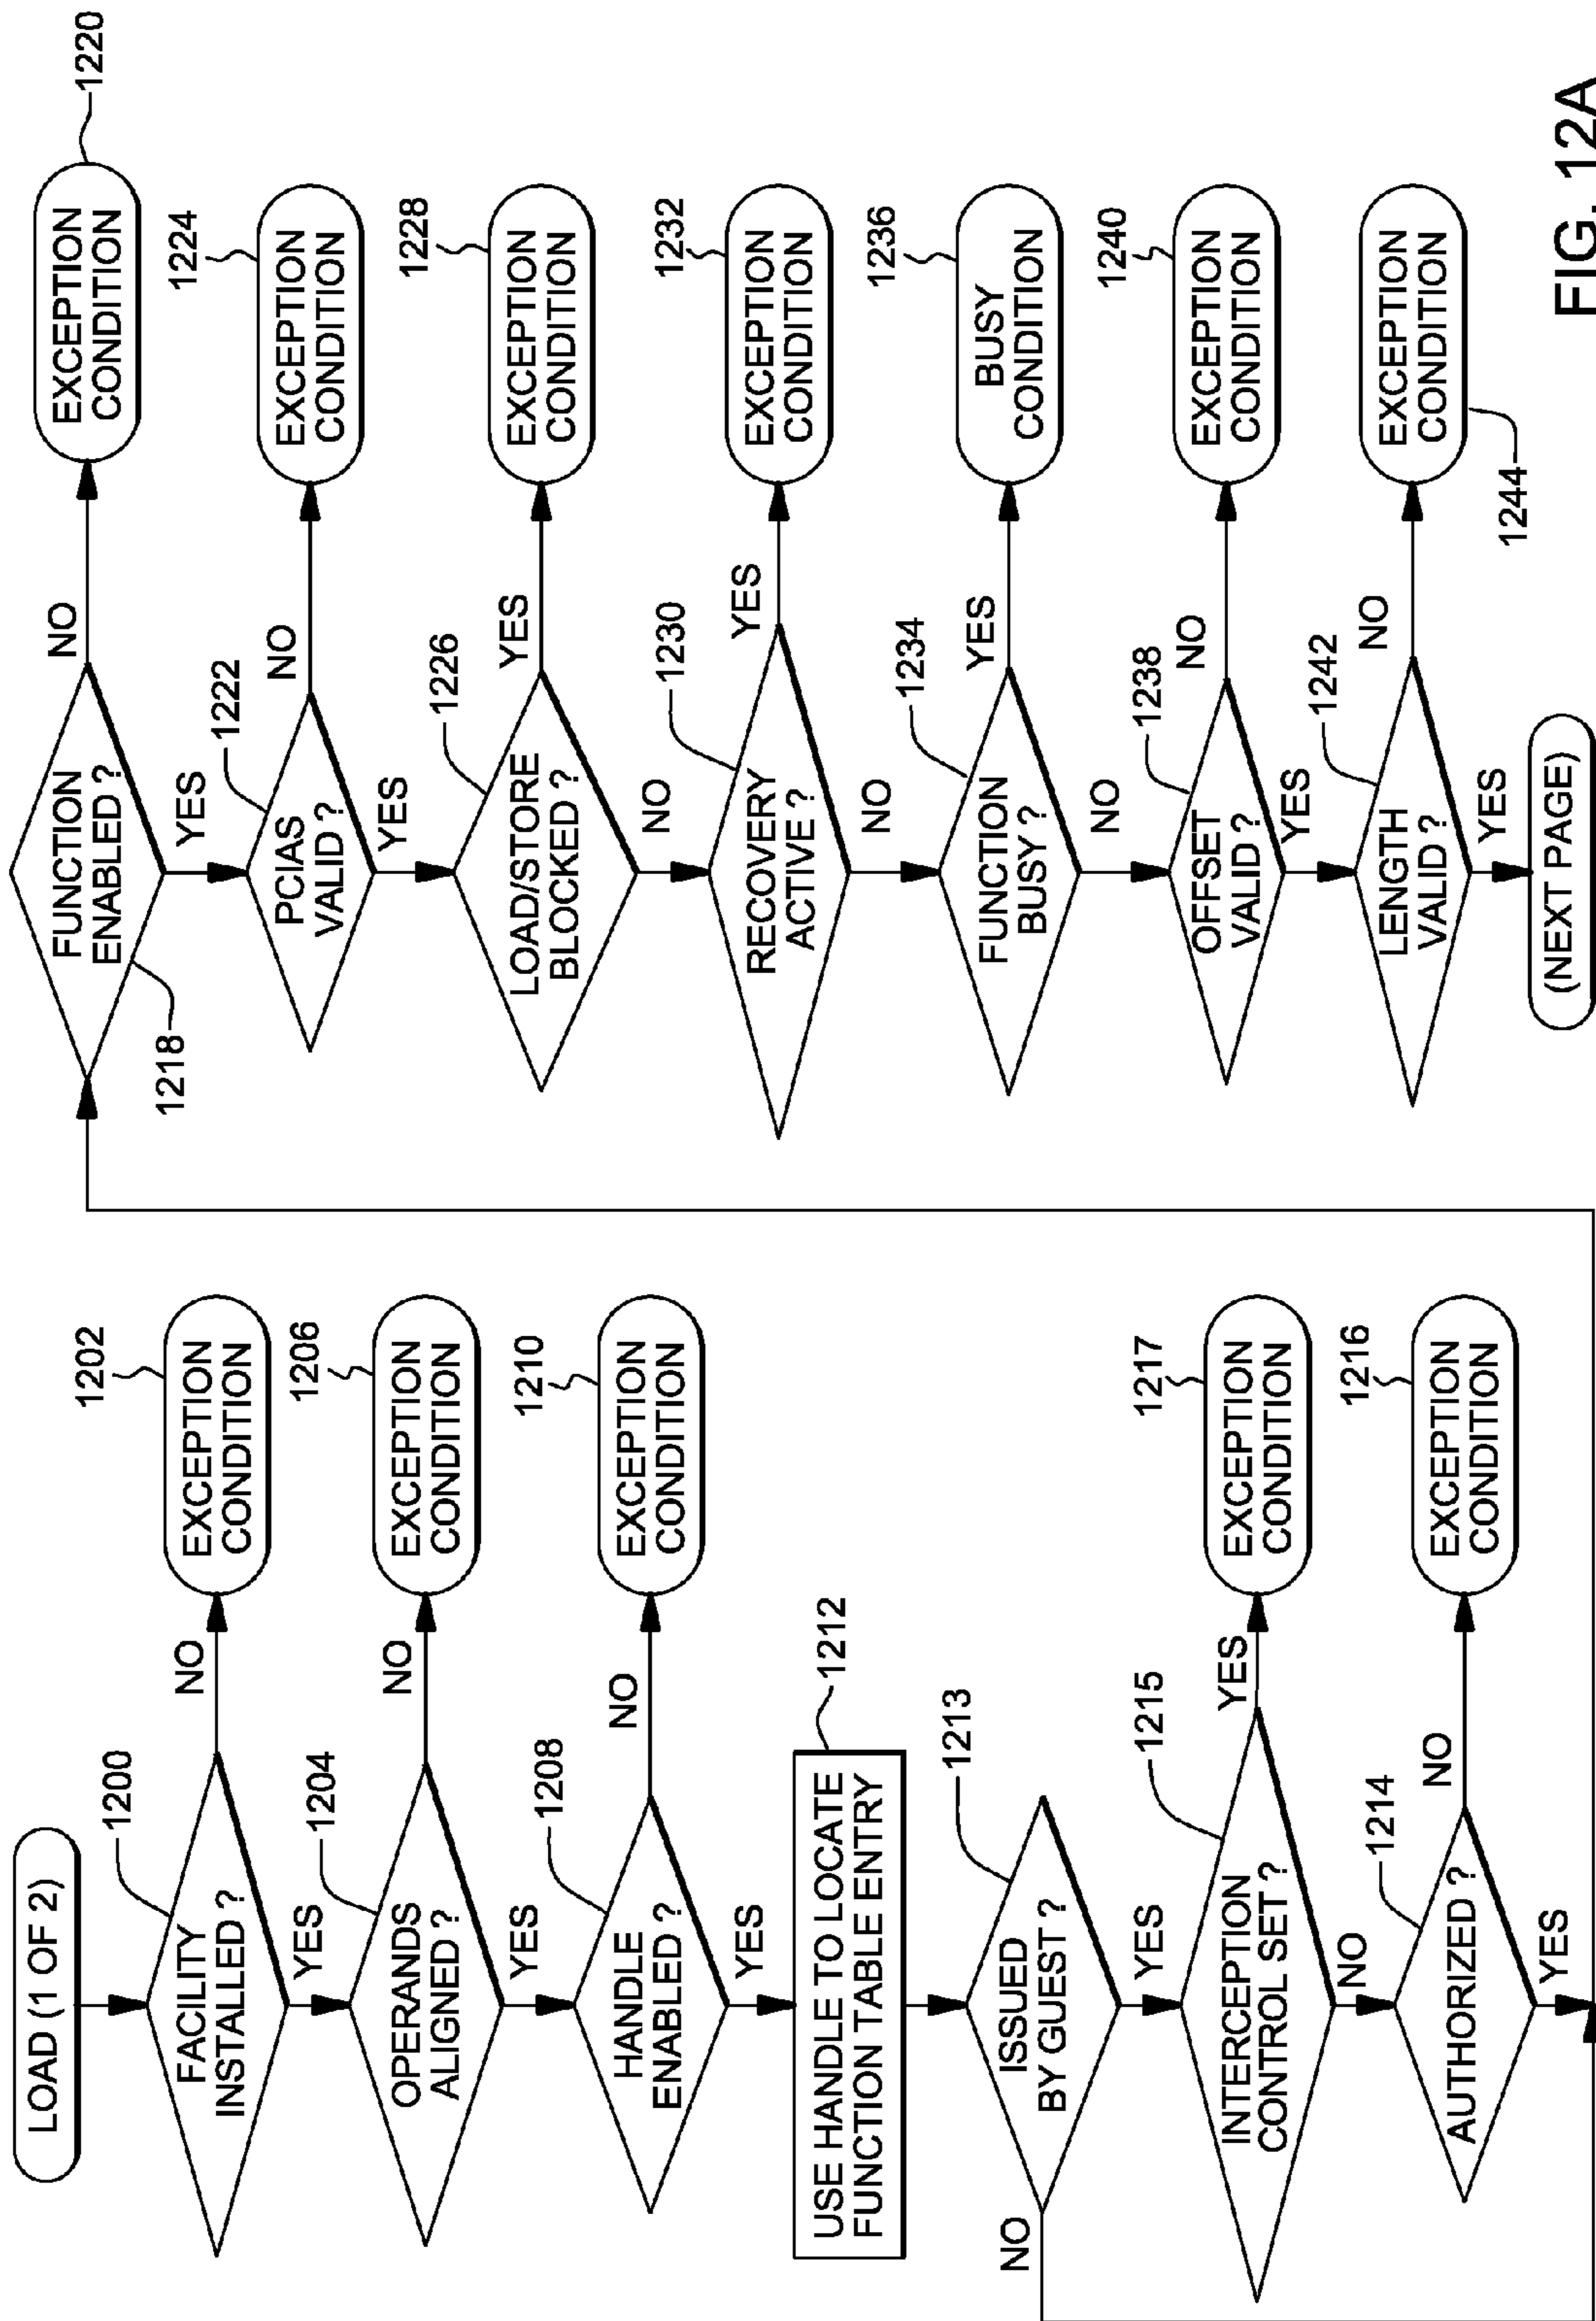 LOAD (1 OF 2)
1200
FACILITY
INSTALLED ?
NO
1202
EXCEPTION
CONDITION
YES
1204
OPERANDS
ALIGNED ?
NO
1206
EXCEPTION
CONDITION
YES
1208
HANDLE
ENABLED ?
NO
1210
EXCEPTION
CONDITION
YES
1212
USE HANDLE TO LOCATE
FUNCTION TABLE ENTRY
1213
ISSUED
BY GUEST ?
NO
YES
1215
INTERCEPTION
CONTROL SET ?
YES
1217
EXCEPTION
CONDITION
NO
1214
AUTHORIZED ?
NO
1216
EXCEPTION
CONDITION
YES
1218
FUNCTION
ENABLED ?
NO
1220
EXCEPTION
CONDITION
YES
1222
PCIAS
VALID ?
NO
1224
EXCEPTION
CONDITION
YES
1226
LOAD/STORE
BLOCKED ?
YES
1228
EXCEPTION
CONDITION
NO
1230
RECOVERY
ACTIVE ?
YES
1232
EXCEPTION
CONDITION
NO
1234
FUNCTION
BUSY ?
YES
1236
BUSY
CONDITION
NO
1238
OFFSET
VALID ?
NO
1240
EXCEPTION
CONDITION
YES
1242
LENGTH
VALID ?
NO
EXCEPTION
CONDITION
1244
YES
(NEXT PAGE)
FIG. 12A